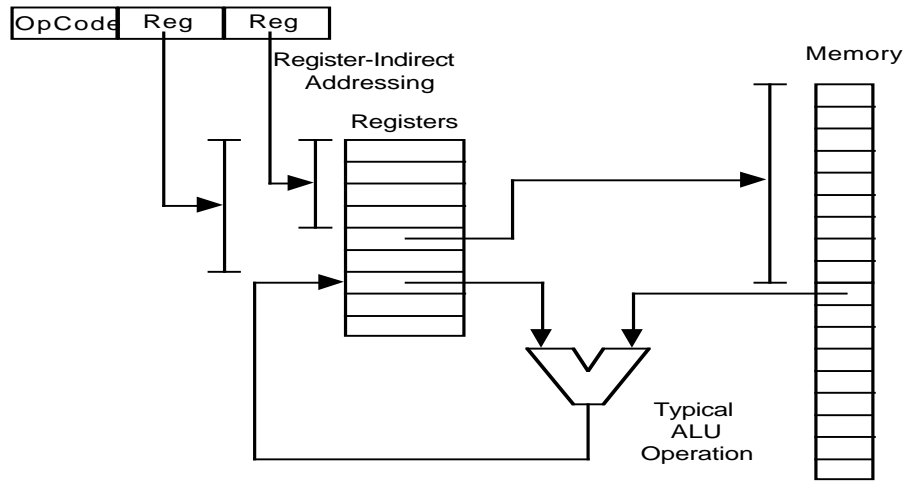 OpCode Reg Reg
Register-Indirect
Addressing
Memory
Registers
Typical
ALU
Operation